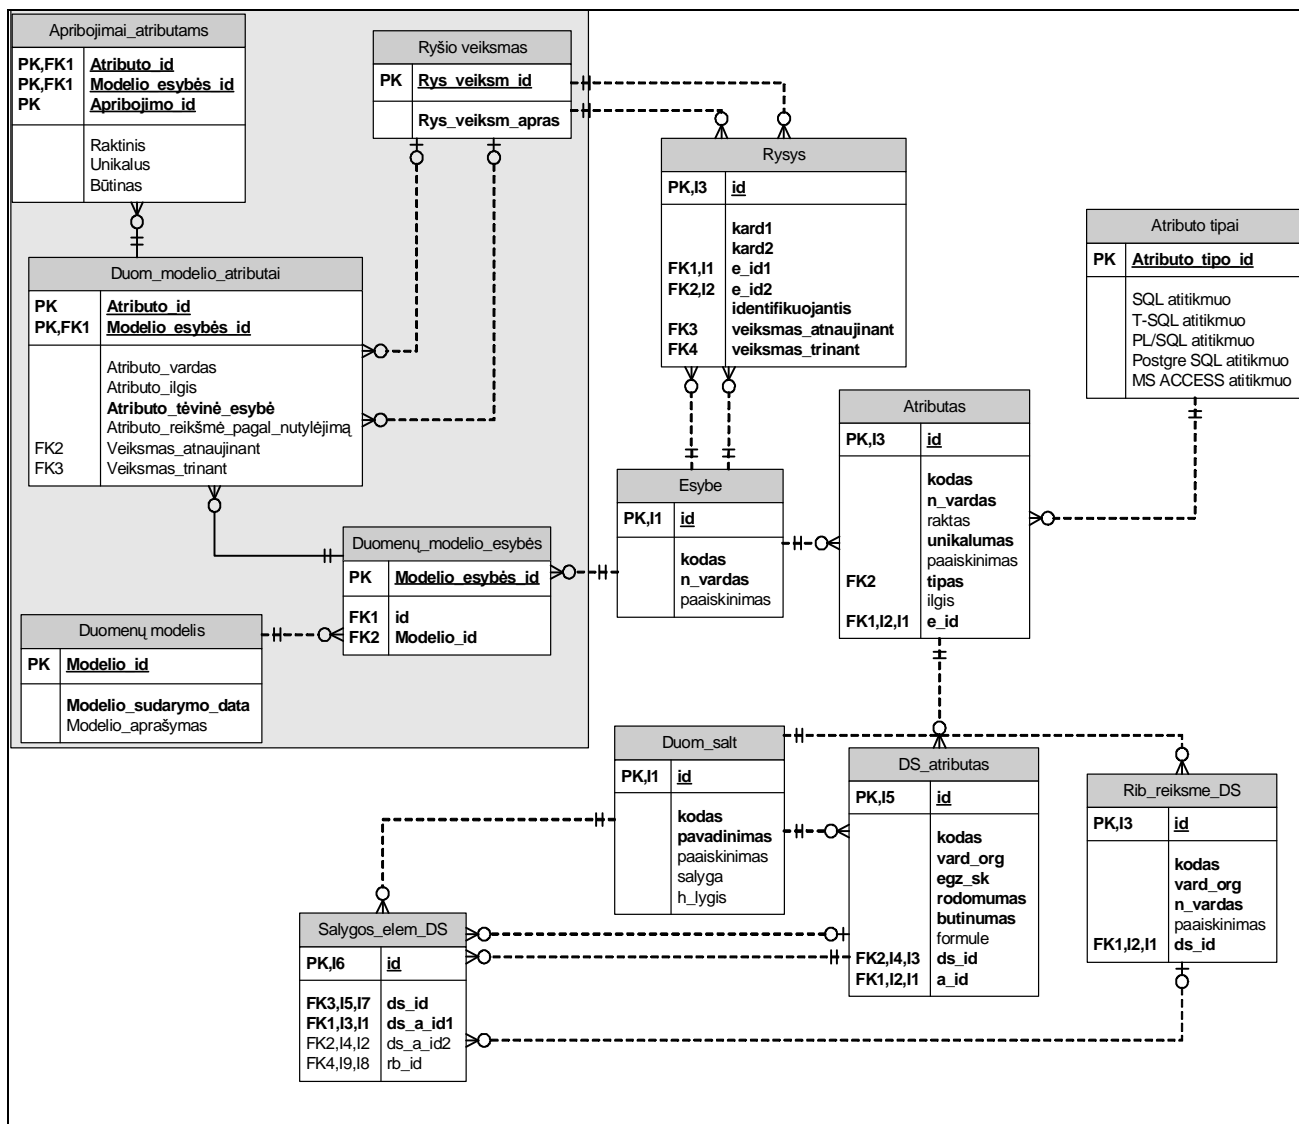 Apribojimai_atributams
PK,FK1 Atributo_id
PK,FK1 Modelio_esybės_id
PK Apribojimo_id
Raktinis
Unikalus
Būtinas
Ryšio veiksmas
PK Rys_veiksm_id
Rys_veiksm_apras
Rysys
PK,I3 id
kard1
kard2
FK1,I1 e_id1
FK2,I2 e_id2
identifikuojantis
FK3 veiksmas_atnaujinant
FK4 veiksmas_trinant
Atributo tipai
PK Atributo_tipo_id
SQL atitikmuo
T-SQL atitikmuo
PL/SQL atitikmuo
Postgre SQL atitikmuo
MS ACCESS atitikmuo
Duom_modelio_atributai
PK Atributo_id
PK,FK1 Modelio_esybės_id
Atributo_vardas
Atributo_ilgis
Atributo_tėvinė_esybė
Atributo_reikšmė_pagal_nutylėjimą
FK2 Veiksmas_atnaujinant
FK3 Veiksmas_trinant
Atributas
PK,I3 id
kodas
n_vardas
raktas
unikalumas
paaiskinimas
FK2 tipas
ilgis
FK1,I2,I1 e_id
Esybe
PK,I1 id
kodas
n_vardas
paaiskinimas
Duomenų_modelio_esybės
PK Modelio_esybės_id
FK1 id
FK2 Modelio_id
Duomenų modelis
PK Modelio_id
Modelio_sudarymo_data
Modelio_aprašymas
Duom_salt
PK,I1 id
kodas
pavadinimas
paaiskinimas
salyga
h_lygis
DS_atributas
PK,I5 id
kodas
vard_org
egz_sk
rodomumas
butinumas
formule
FK2,I4,I3 ds_id
FK1,I2,I1 a_id
Rib_reiksme_DS
PK,I3 id
kodas
vard_org
n_vardas
paaiskinimas
FK1,I2,I1 ds_id
Salygos_elem_DS
PK,I6 id
FK3,I5,I7 ds_id
FK1,I3,I1 ds_a_id1
FK2,I4,I2 ds_a_id2
FK4,I9,I8 rb_id